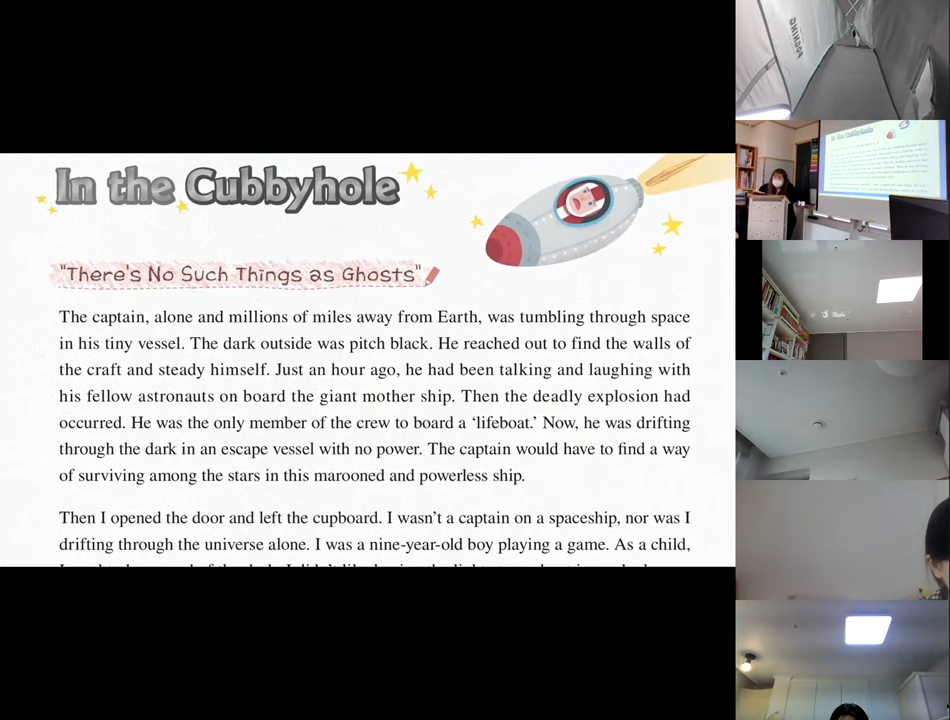 In the Cubbyhole
"There's No Such Things as Ghosts"
The captain, alone and millions of miles away from Earth, was tumbling through space
in his tiny vessel. The dark outside was pitch black. He reached out to find the walls of
the craft and steady himself. Just an hour ago, he had been talking and laughing with
his fellow astronauts on board the giant mother ship. Then the deadly explosion had
occurred. He was the only member of the crew to board a ‘lifeboat.’ Now, he was drifting
through the dark in an escape vessel with no power. The captain would have to find a way
of surviving among the stars in this marooned and powerless ship.
Then I opened the door and left the cupboard. I wasn’t a captain on a spaceship, nor was I
drifting through the universe alone. I was a nine-year-old boy playing a game. As a child,
In the Cubbyhole